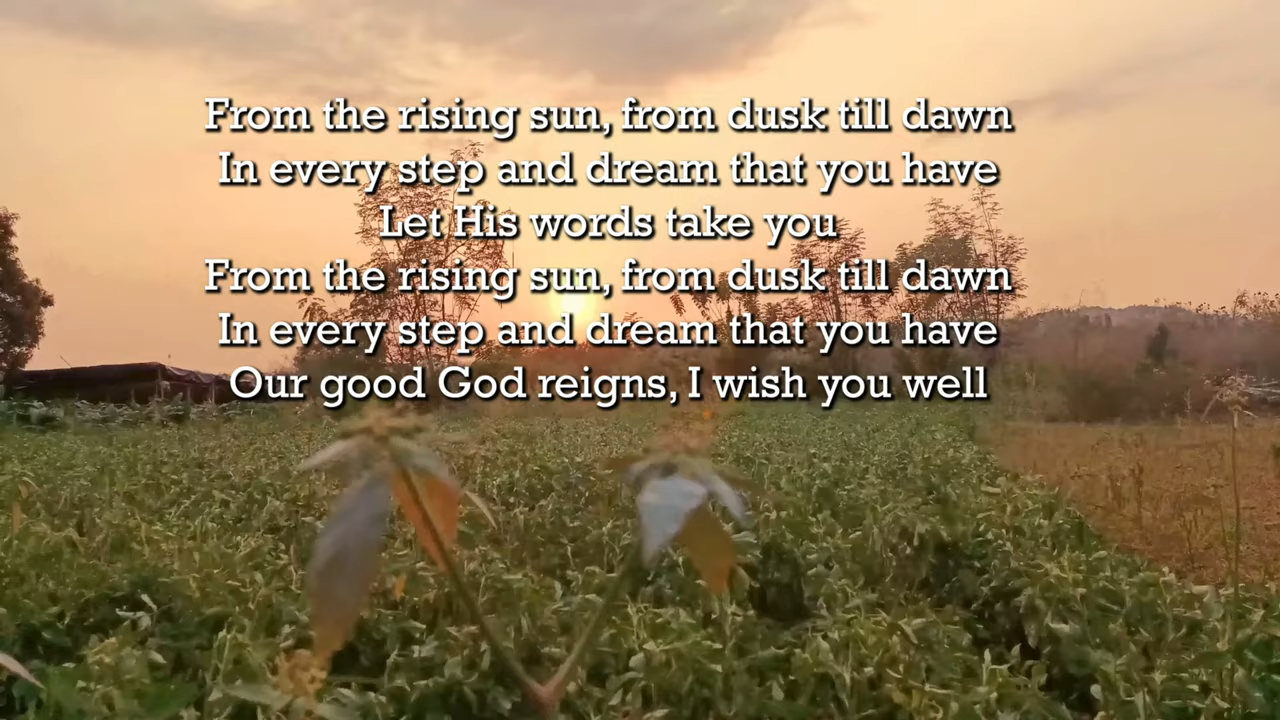 From the rising sun, from dusk till dawn
In every step and dream that you have
Let His words take you
From the rising sun, from dusk till dawn
In every step and dream that you have
Our good God reigns, I wish you well